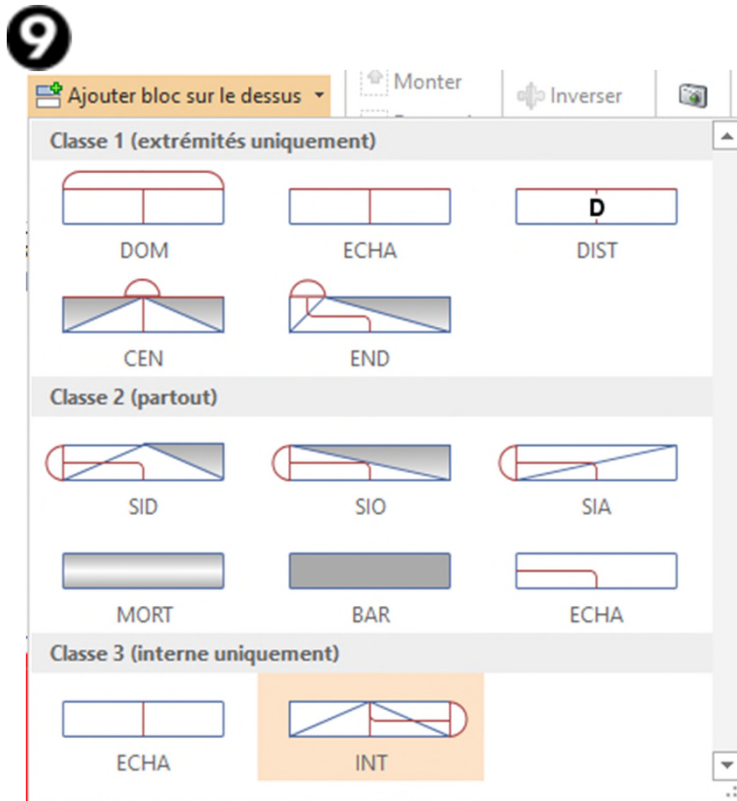 9
Monter
Ajouter bloc sur le dessus
Inverser
Classe 1 (extrémités uniquement)
D
DOM
ECHA
DIST
CEN
END
Classe 2 (partout)
SID
SIO
SIA
MORT
BAR
ECHA
Classe 3 (interne uniquement)
ECHA
INT